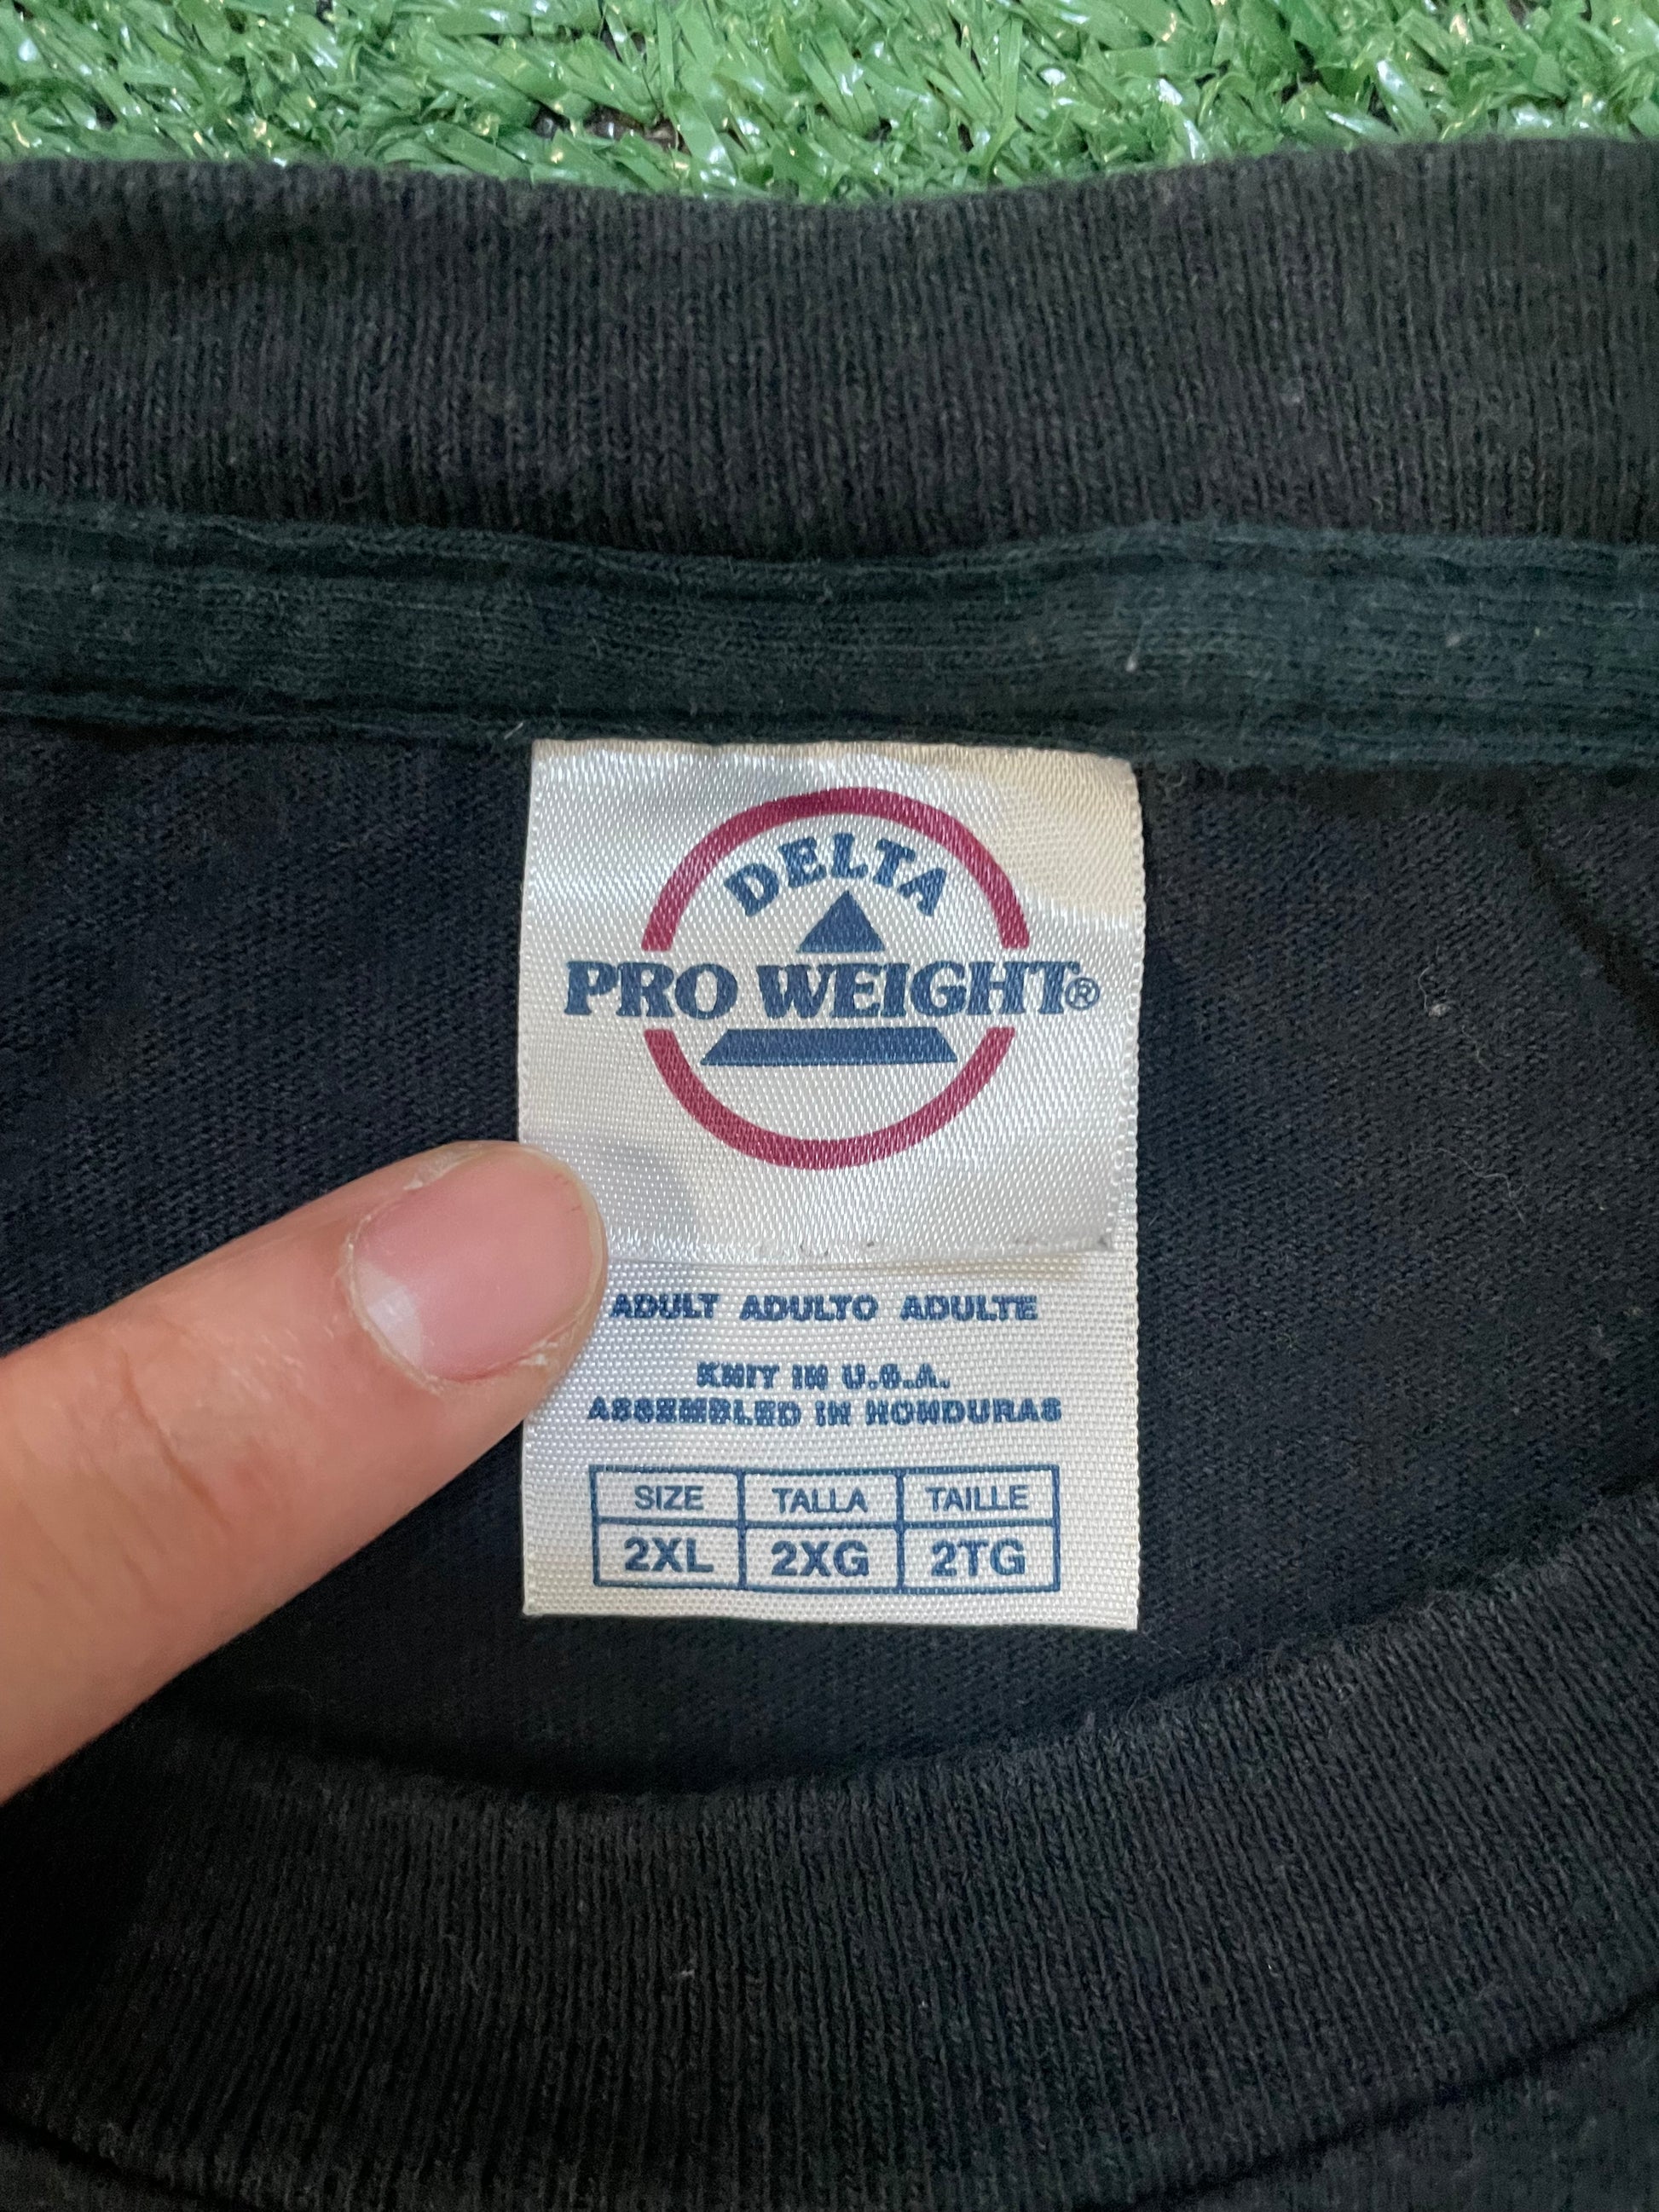 DELTA
PRO WEIGHT®
ADULT ADULTO ADULTE
KNIT IN U.S.A.
ASSEMBLED IN HONDURAS
SIZE TALLA TAILLE
2XL 2XG 2TG